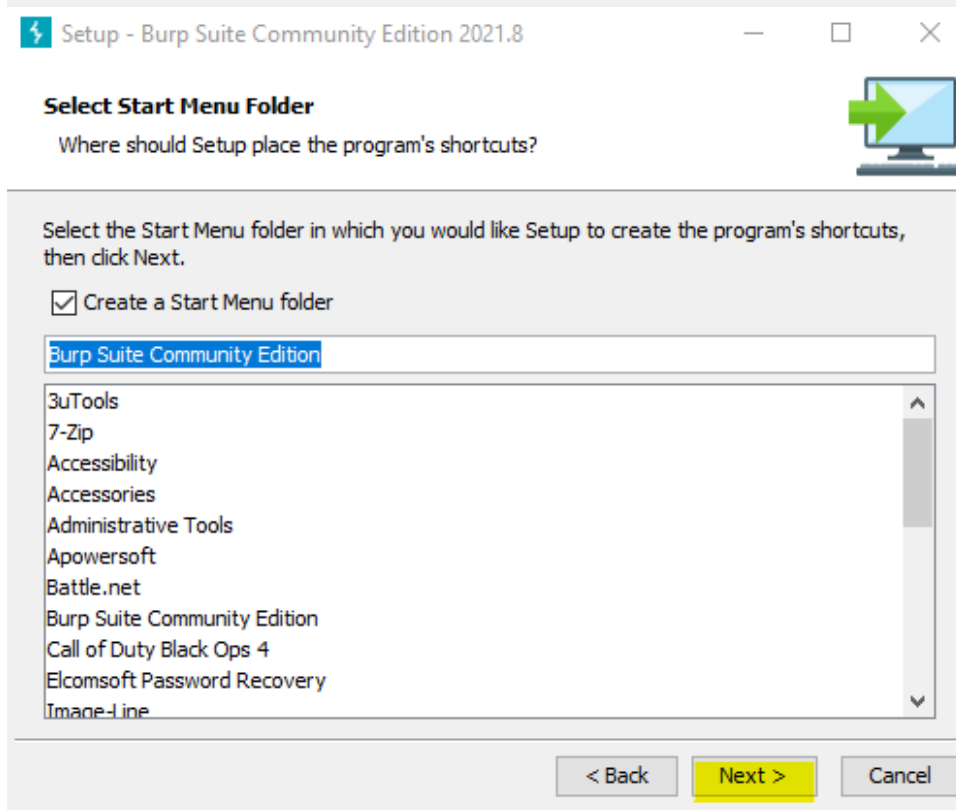 Setup - Burp Suite Community Edition 2021.8
Select Start Menu Folder
Where should Setup place the program's shortcuts?
Select the Start Menu folder in which you would like Setup to create the program's shortcuts,
then click Next.
Create a Start Menu folder
Burp Suite Community Edition
3uTools
7-Zip
Accessibility
Accessories
Administrative Tools
Apowersoft
Battle.net
Burp Suite Community Edition
Call of Duty Black Ops 4
Elcomsoft Password Recovery
Image-Line
< Back Next > Cancel